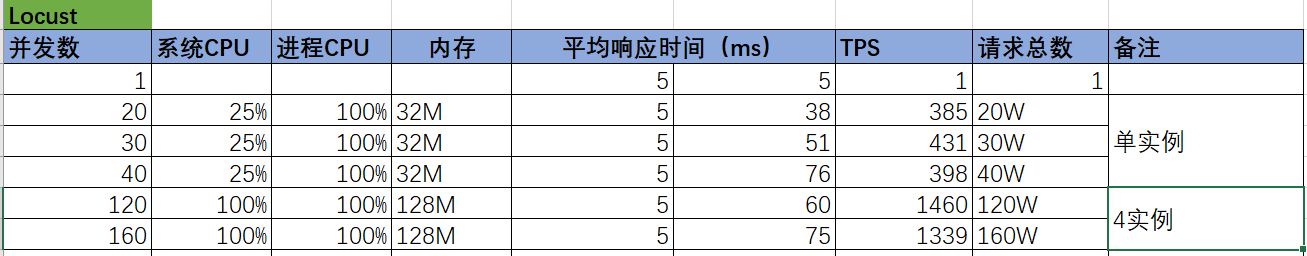 Locust
并发数 系统CPU 进程CPU 内存 平均响应时间（ms） TPS 请求总数 备注
1 5 5 1 1
20 25% 100% 32M 5 38 385 20W 单实例
30 25% 100% 32M 5 51 431 30W
40 25% 100% 32M 5 76 398 40W
120 100% 100% 128M 5 60 1460 120W 4实例
160 100% 100% 128M 5 75 1339 160W